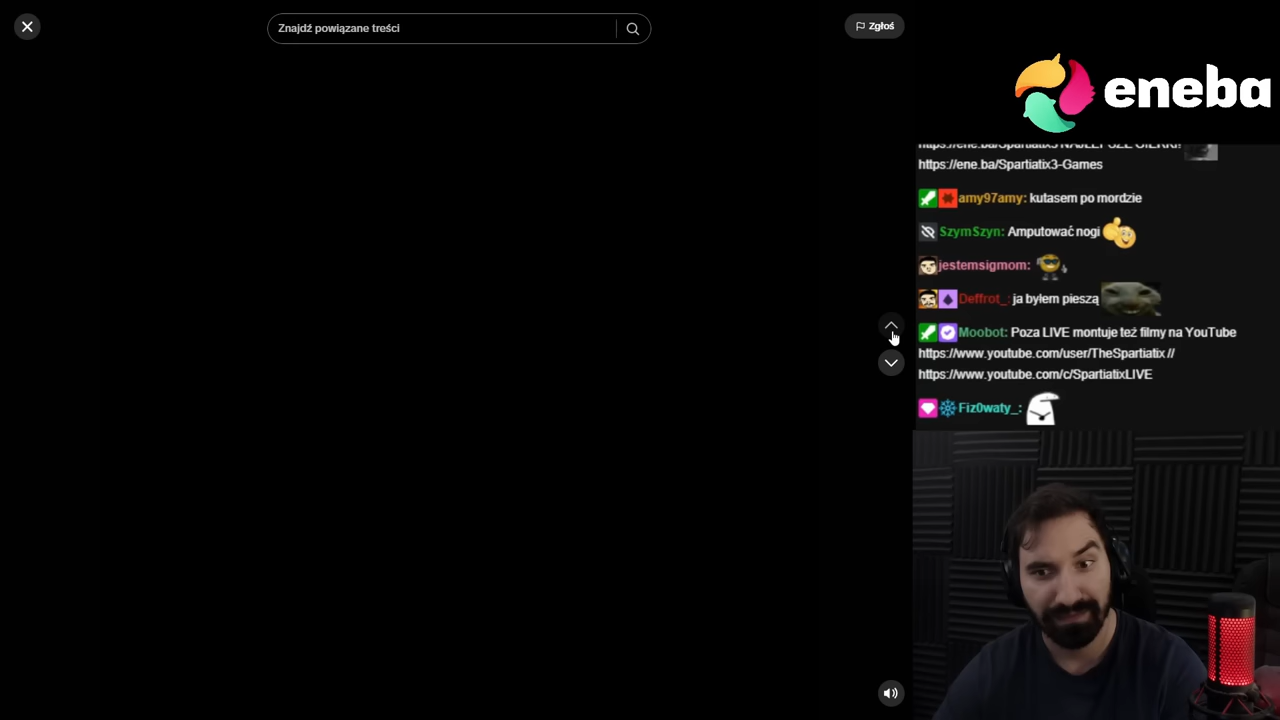 Znajdź powiązane treści
Zgłoś
eneba
https://ene.ba/Spartiatix3-Games
amy97amy: kutasem po mordzie
SzymSzyn: Amputować nogi
jestemsigmom:
Deffrot_: ja byłem pieszą
Moobot: Poza LIVE montuje też filmy na YouTube
https://www.youtube.com/user/TheSpartiatix //
https://www.youtube.com/c/SpartiatixLIVE
Fiz0waty_: